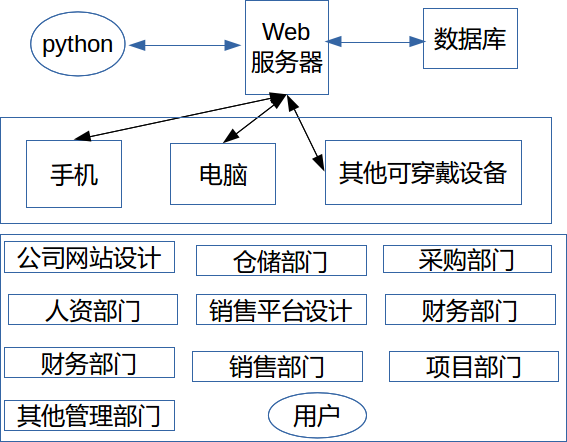 python
Web
服务器
数据库
手机
电脑
其他可穿戴设备
公司网站设计
仓储部门
采购部门
人资部门
销售平台设计
财务部门
财务部门
销售部门
项目部门
其他管理部门
用户